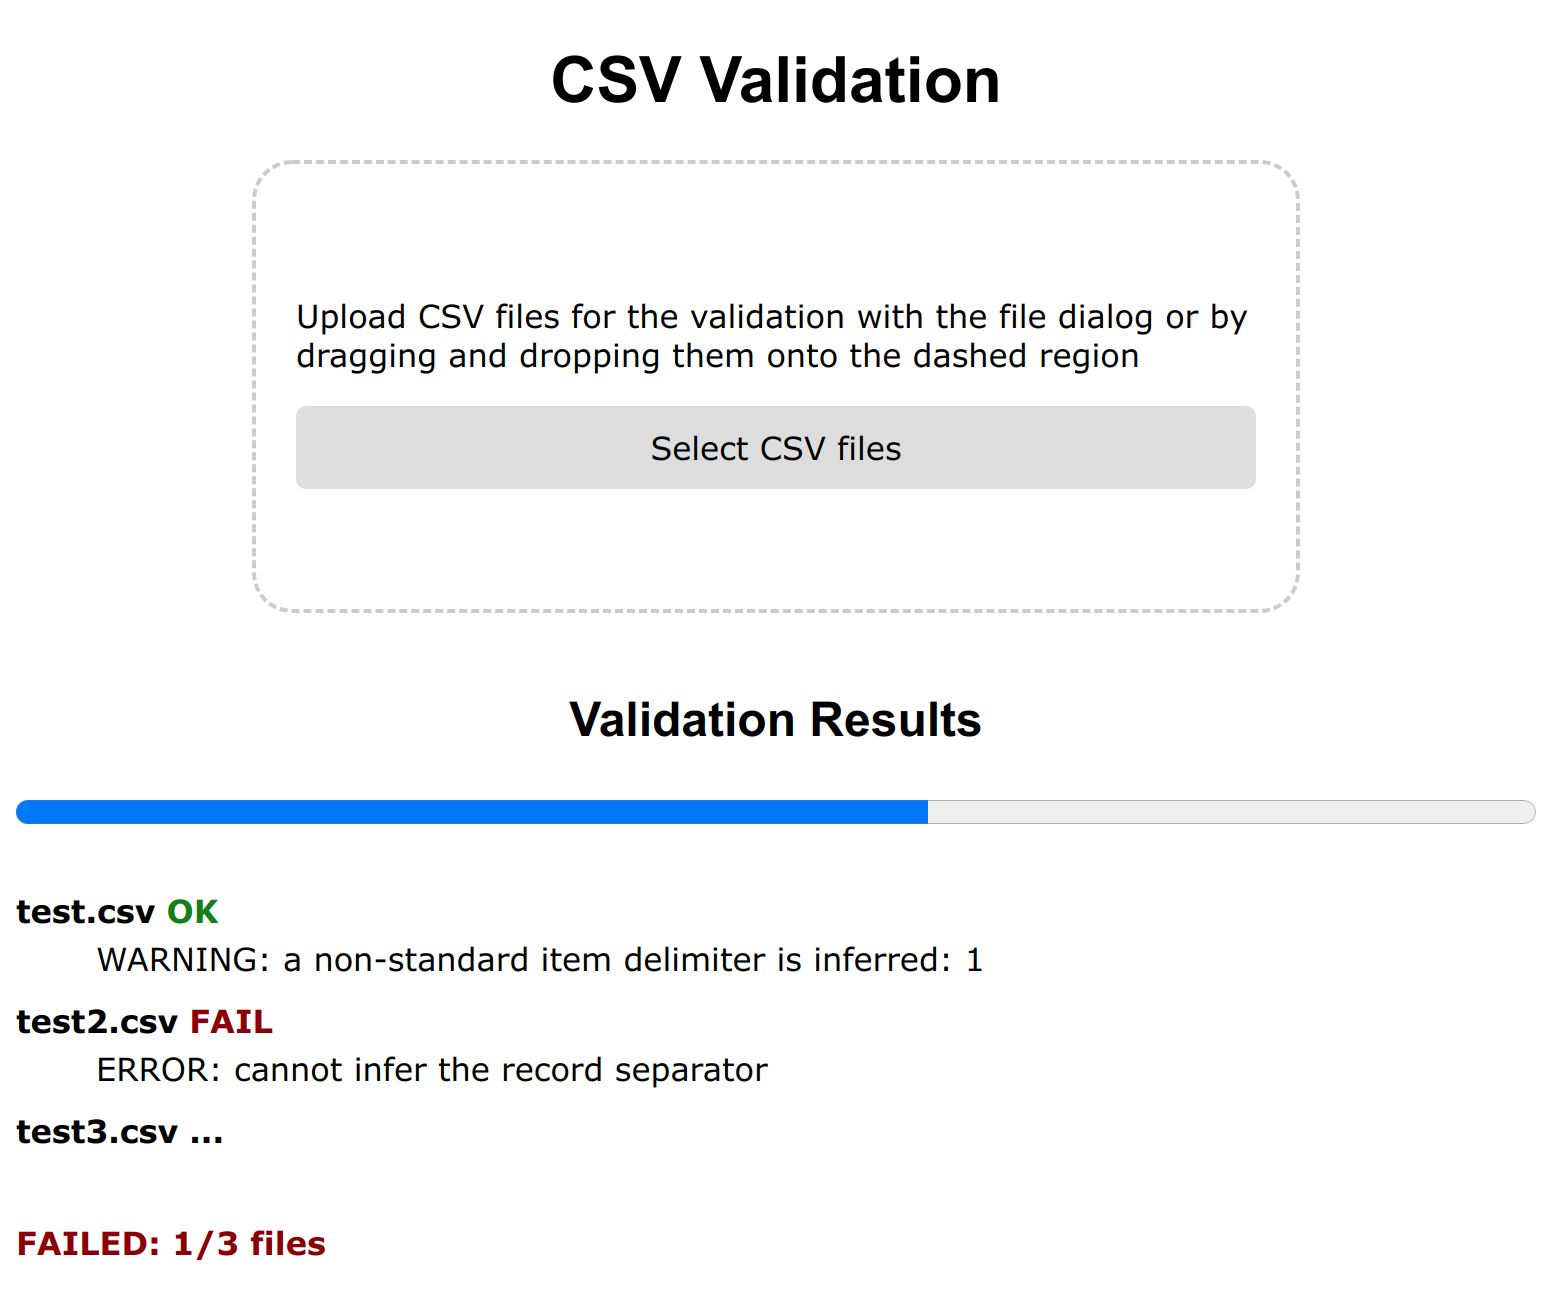 CSV Validation
Upload CSV files for the validation with the file dialog or by
dragging and dropping them onto the dashed region
Select CSV files
Validation Results
test.csv OK
WARNING: a non-standard item delimiter is inferred: 1
test2.csv FAIL
ERROR: cannot infer the record separator
test3.csv ...
FAILED: 1/3 files